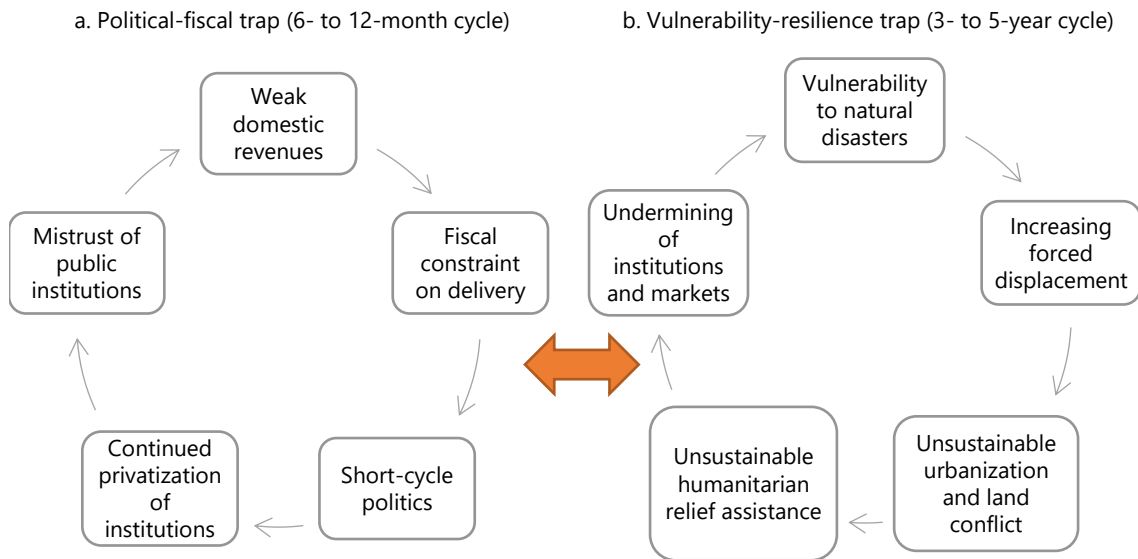 a. Political-fiscal trap (6- to 12-month cycle)
Weak
domestic
revenues
Fiscal
constraint
on delivery
Short-cycle
politics
Continued
privatization
of
institutions
Mistrust of
public
institutions
b. Vulnerability-resilience trap (3- to 5-year cycle)
Vulnerability
to natural
disasters
Increasing
forced
displacement
Unsustainable
urbanization
and land
conflict
Unsustainable
humanitarian
relief assistance
Undermining
of
institutions
and markets